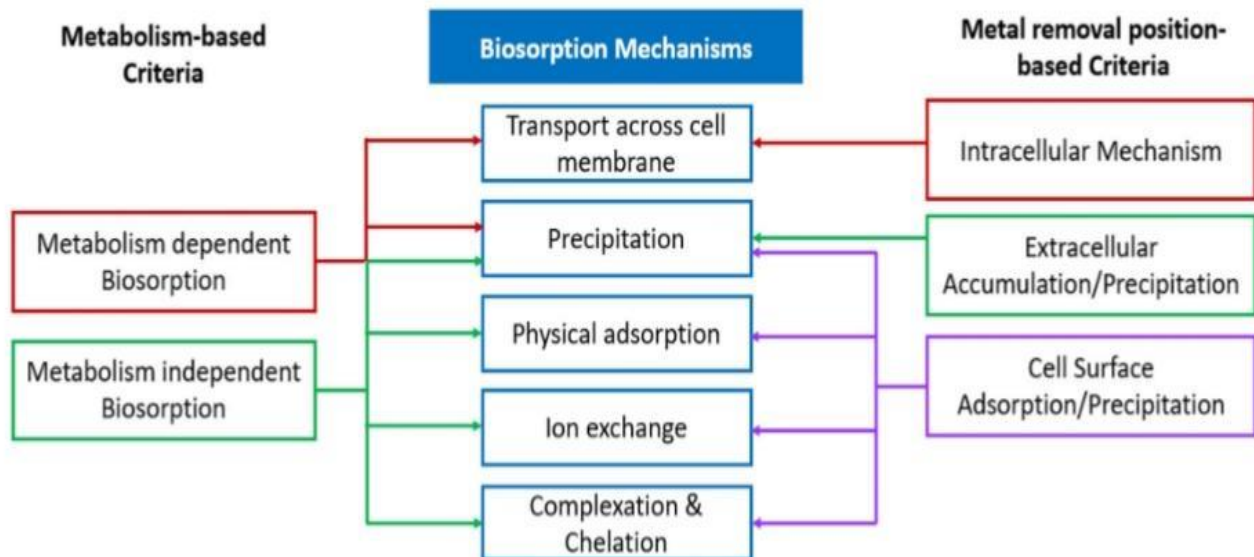 Metabolism-based
Criteria
Biosorption Mechanisms
Metal removal position-
based Criteria
Transport across cell
membrane
Intracellular Mechanism
Metabolism dependent
Biosorption
Precipitation
Extracellular
Accumulation/Precipitation
Physical adsorption
Metabolism independent
Biosorption
Cell Surface
Adsorption/Precipitation
Ion exchange
Complexation &
Chelation